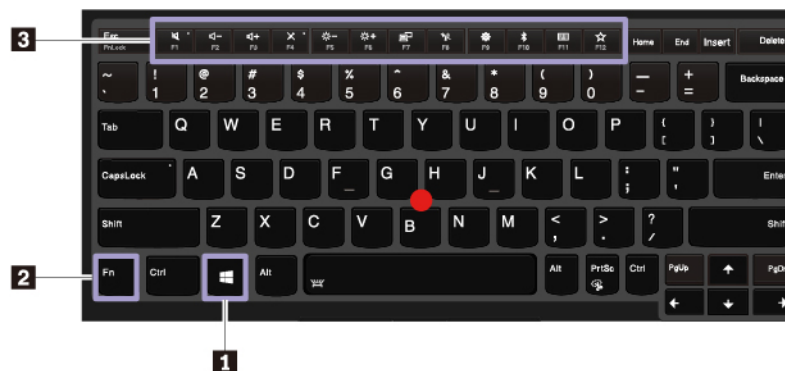 3
Esc FnLock F1 F2 F3 F4 F5 F6 F7 F8 F9 F10 F11 F12 Home End Insert Delete
~ ` ! 1 @ 2 # 3 $ 4 % 5 ^ 6 & 7 * 8 ( 9 ) 0 — - + = Backspace
Tab Q W E R T Y U I O P { [ } ] | \
CapsLock A S D F _ G H J _ K L : ; " ' Enter
Shift Z X C V B N M < , > . ? / Shift
2 Fn Ctrl Alt Alt PrtSc Ctrl PgUp ↑ PgDn
← ↓ →
1